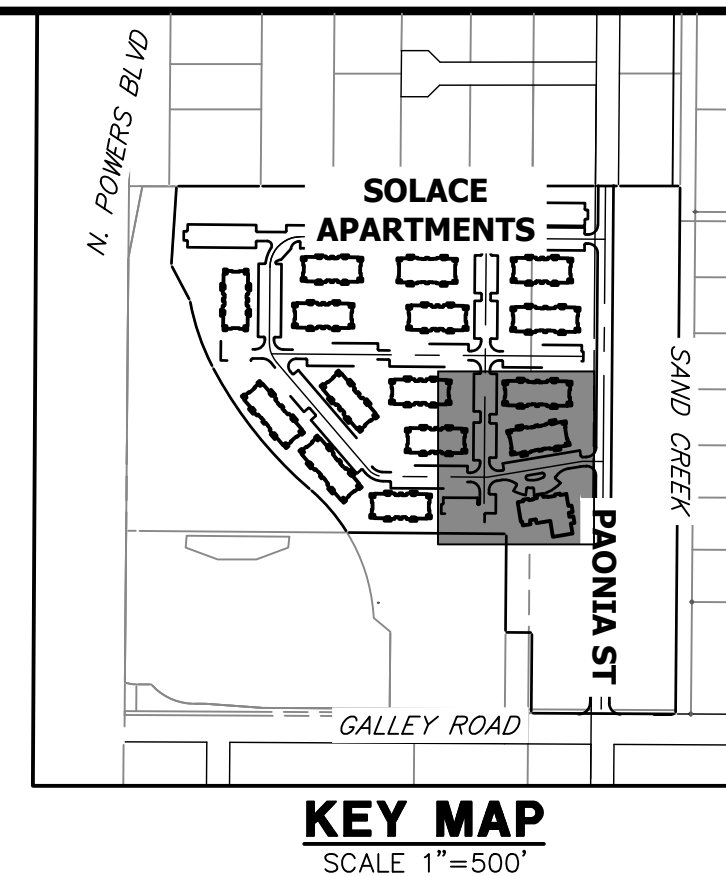 N. POWERS BLVD
SOLACE
APARTMENTS
SAND CREEK
PAONIA ST
GALLEY ROAD
KEY MAP
SCALE 1"=500'